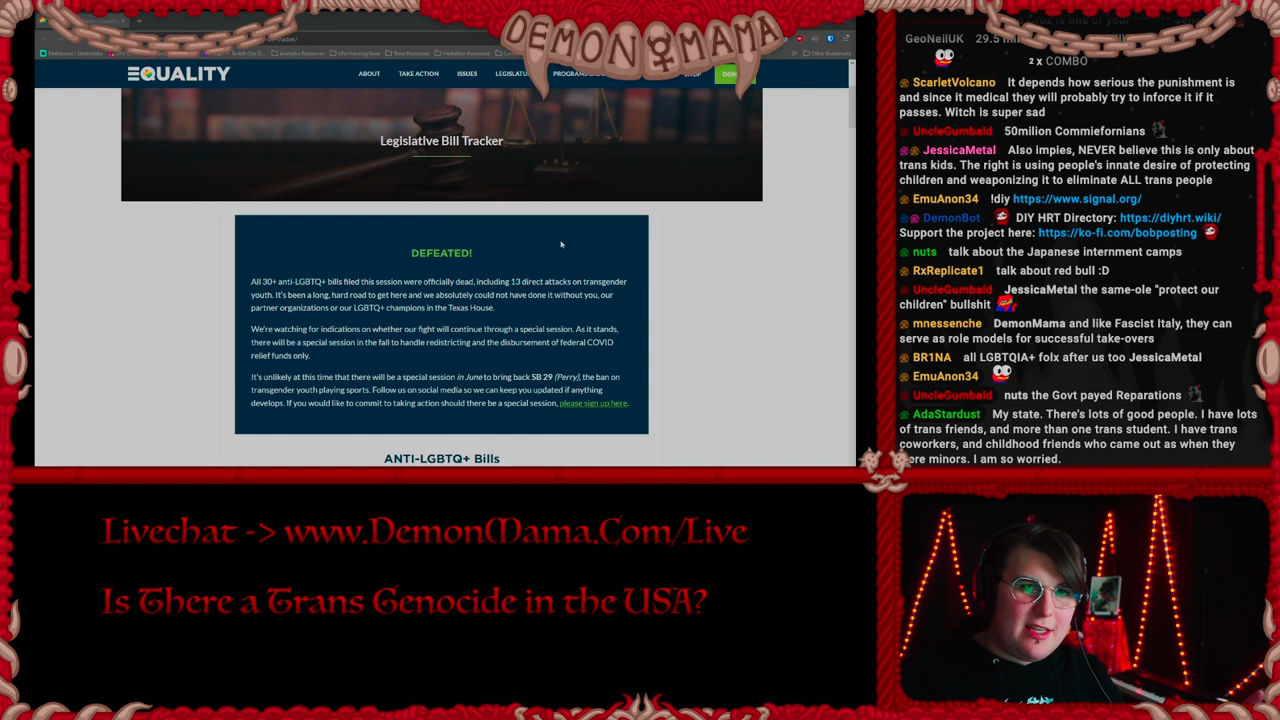 DEMONMAMA
Dashboard / Streamlabs
Analytics Resources
Trans Resources
Herbalism Resources
Other Bookmarks
EQUALITY
ABOUT
TAKE ACTION
ISSUES
Legislative Bill Tracker
DEFEATED!
All 30+ anti-LGBTQ+ bills filed this session were officially dead, including 13 direct attacks on transgender
youth. It's been a long, hard road to get here and we absolutely could not have done it without you, our
partner organizations or our LGBTQ+ champions in the Texas House.
We're watching for indications on whether our fight will continue through a special session. As it stands,
there will be a special session in the fall to handle redistricting and the disbursement of federal COVID
relief funds only.
It's unlikely at this time that there will be a special session in June to bring back SB 29 (Perry), the ban on
transgender youth playing sports. Follow us on social media so we can keep you updated if anything
develops. If you would like to commit to taking action should there be a special session, please sign up here.
ANTI-LGBTQ+ Bills
GeoNeilUK 29.5
2 x COMBO
ScarletVolcano It depends how serious the punishment is
and since it medical they will probably try to inforce it if it
passes. Witch is super sad
UncleGumbald 50milion Commiefornians
JessicaMetal Also impies, NEVER believe this is only about
trans kids. The right is using people's innate desire of protecting
children and weaponizing it to eliminate ALL trans people
EmuAnon34 !diy https://www.signal.org/
DemonBot DIY HRT Directory: https://diyhrt.wiki/
Support the project here: https://ko-fi.com/bobposting
nuts talk about the Japanese internment camps
RxReplicate1 talk about red bull :D
UncleGumbald JessicaMetal the same-ole "protect our
children" bullshit
mnessenche DemonMama and like Fascist Italy, they can
serve as role models for successful take-overs
BR1NA all LGBTQIA+ folx after us too JessicaMetal
EmuAnon34
UncleGumbald nuts the Govt payed Reparations
AdaStardust My state. There's lots of good people. I have lots
of trans friends, and more than one trans student. I have trans
coworkers, and childhood friends who came out as when they
were minors. I am so worried.
Livechat -> www.DemonMama.Com/Live
Is There a Trans Genocide in the USA?